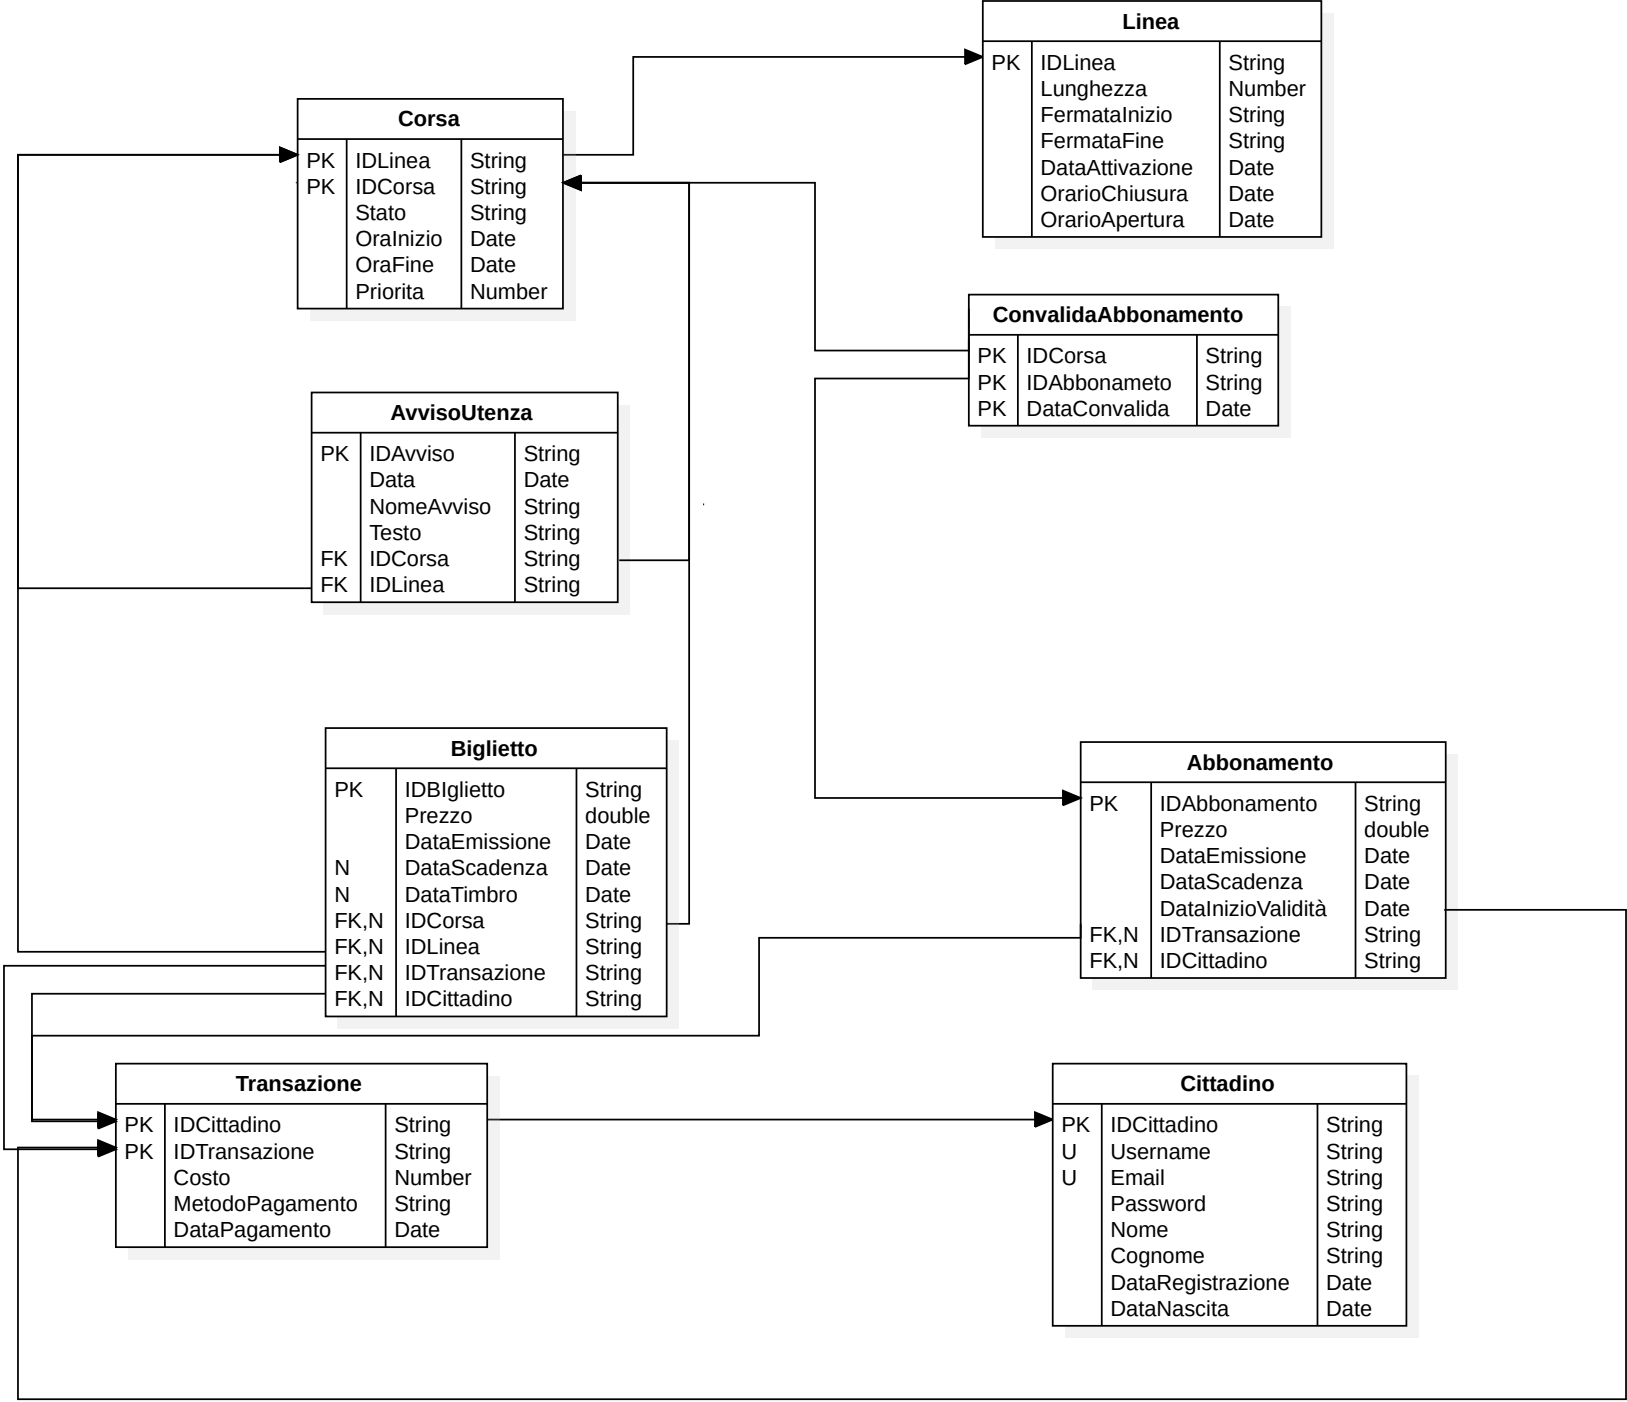 Linea
PK IDLinea String
Lunghezza Number
FermataInizio String
FermataFine String
DataAttivazione Date
OrarioChiusura Date
OrarioApertura Date
Corsa
PK IDLinea String
PK IDCorsa String
Stato String
OraInizio Date
OraFine Date
Priorita Number
ConvalidaAbbonamento
PK IDCorsa String
PK IDAbbonameto String
PK DataConvalida Date
AvvisoUtenza
PK IDAvviso String
Data Date
NomeAvviso String
Testo String
FK IDCorsa String
FK IDLinea String
Biglietto
PK IDBIglietto String
Prezzo double
DataEmissione Date
N DataScadenza Date
N DataTimbro Date
FK,N IDCorsa String
FK,N IDLinea String
FK,N IDTransazione String
FK,N IDCittadino String
Abbonamento
PK IDAbbonamento String
Prezzo double
DataEmissione Date
DataScadenza Date
DataInizioValidità Date
FK,N IDTransazione String
FK,N IDCittadino String
Transazione
PK IDCittadino String
PK IDTransazione String
Costo Number
MetodoPagamento String
DataPagamento Date
Cittadino
PK IDCittadino String
U Username String
U Email String
Password String
Nome String
Cognome String
DataRegistrazione Date
DataNascita Date